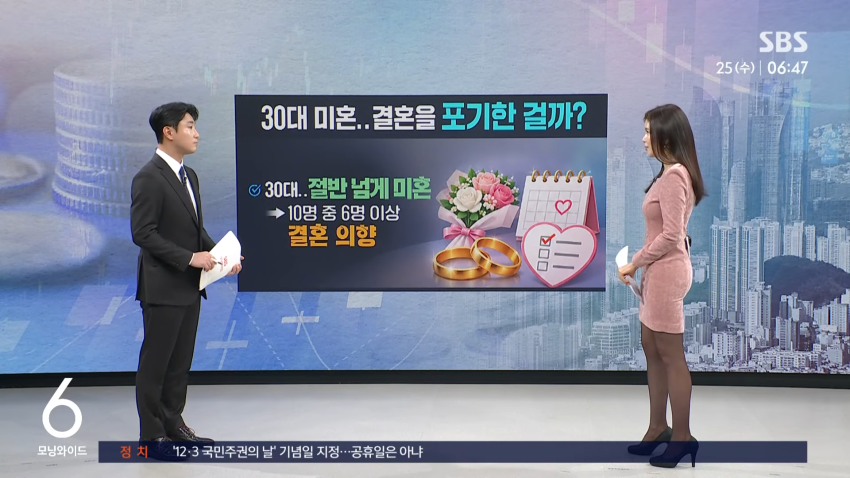 SBS
25(수) 06:47
30대 미혼..결혼을 포기한 걸까?
30대..절반 넘게 미혼
➔10명 중 6명 이상
결혼 의향
6
모닝와이드
정치 '12·3 국민주권의 날' 기념일 지정…공휴일은 아냐